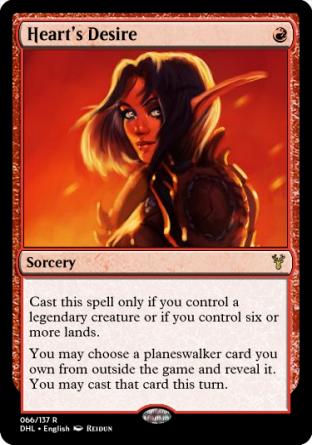 Heart's Desire
Sorcery
Cast this spell only if you control a
legendary creature or if you control six or
more lands.
You may choose a planeswalker card you
own from outside the game and reveal it.
You may cast that card this turn.
066/137 R
DHL • English REIDUN